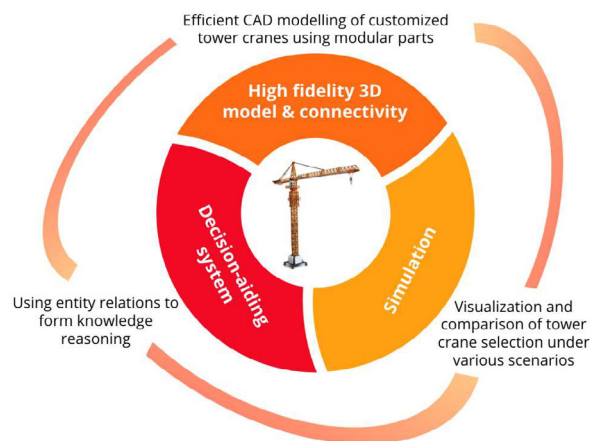 Efficient CAD modelling of customized
tower cranes using modular parts
High fidelity 3D
model & connectivity
Decision-aiding
system
Simulation
Using entity relations to
form knowledge
reasoning
Visualization and
comparison of tower
crane selection under
various scenarios